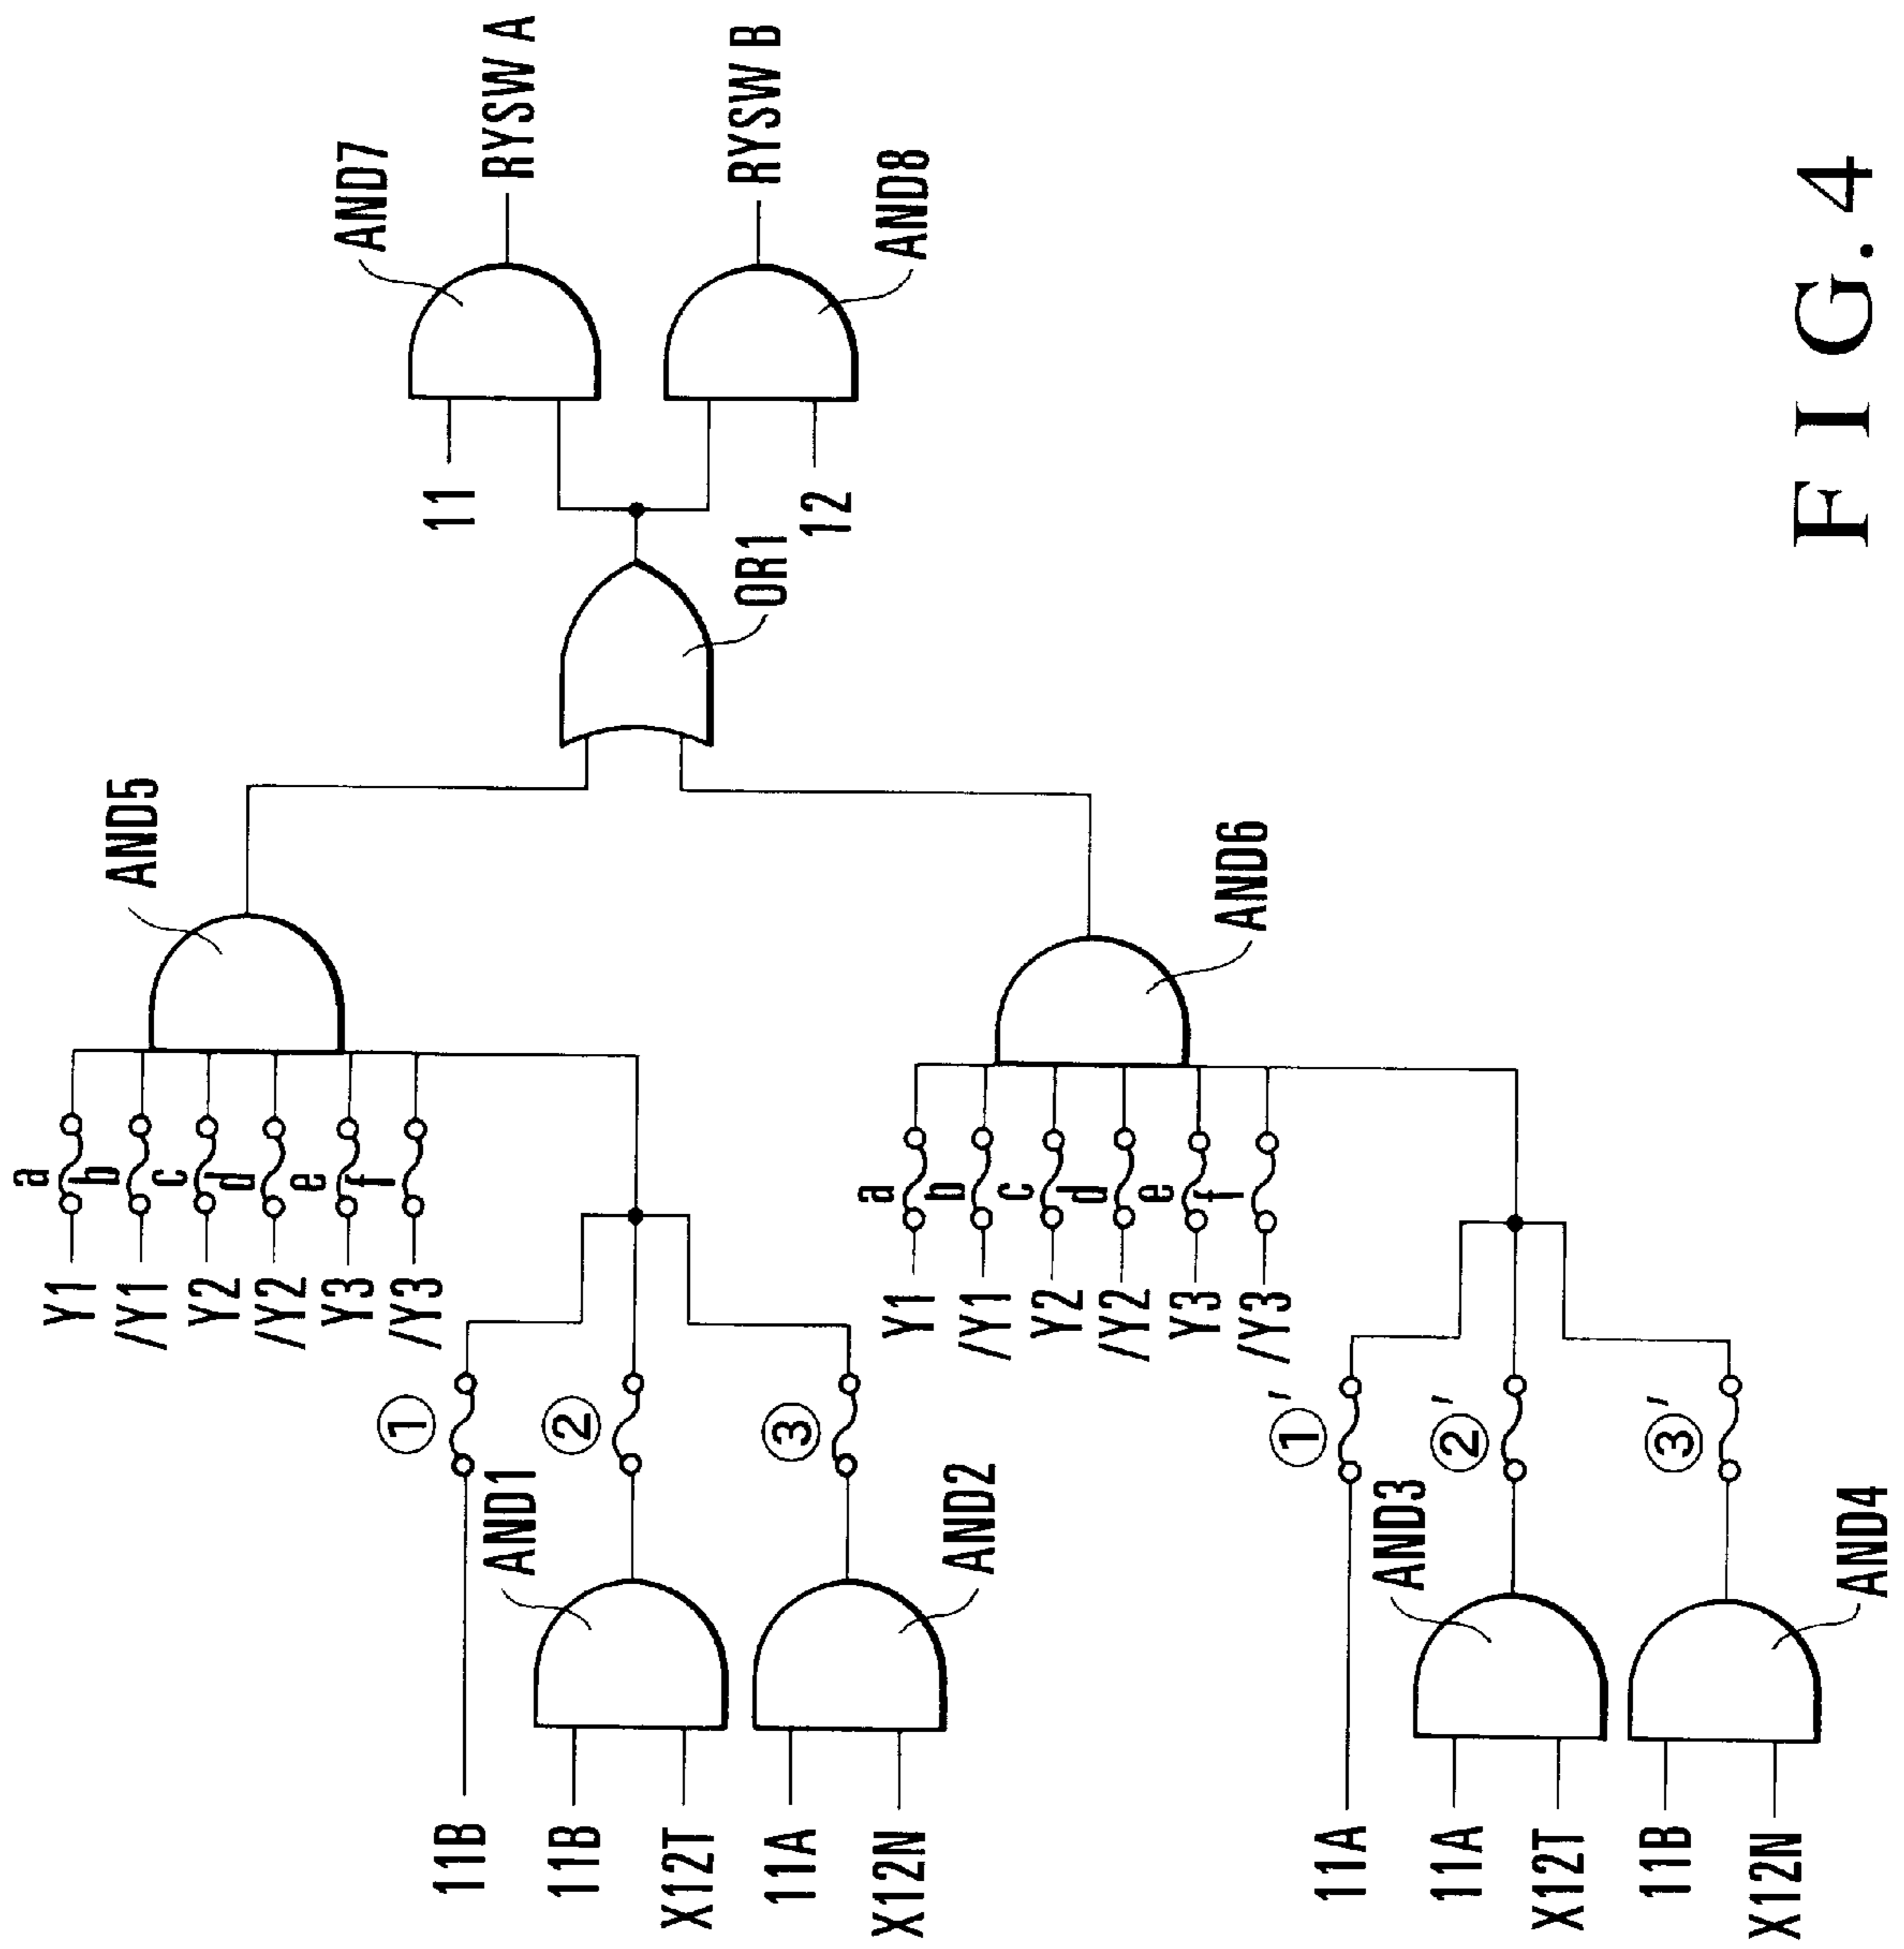 a
b
c
d
e
f
Y1
/Y1
Y2
/Y2
Y3
/Y3
AND5
①
11B
②
AND1
11B
X12T
③
AND2
11A
X12N
a
b
c
d
e
f
Y1
/Y1
Y2
/Y2
Y3
/Y3
AND6
①'
11A
②'
AND3
11A
X12T
③'
AND4
11B
X12N
OR1
11
AND7
RYSW A
12
AND8
RYSW B
FIG.4